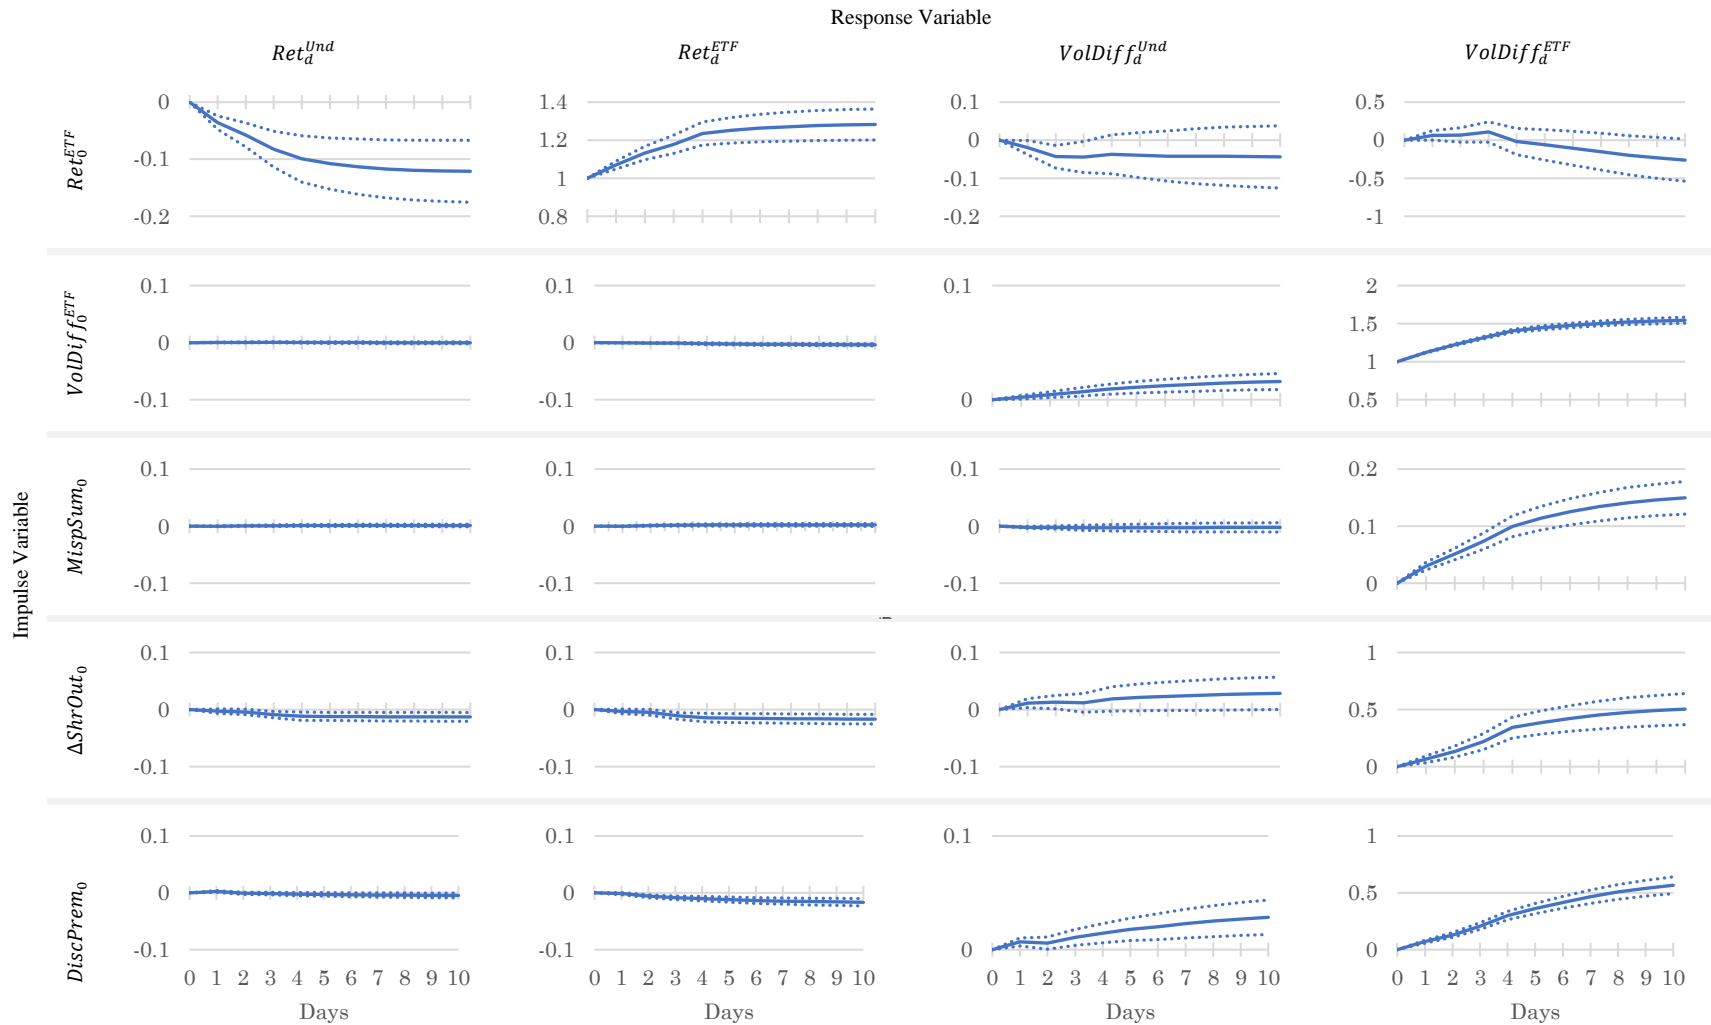 Response Variable
Ret_d^Und Ret_d^ETF VolDiff_d^Und VolDiff_d^ETF
Impulse Variable
Ret_0^ETF
0 -0.1 -0.2
1.4 1.2 1 0.8
0.1 0 -0.1 -0.2
0.5 0 -0.5 -1
VolDiff_0^ETF
0.1 0 -0.1
0.1 0 -0.1
0.1 0
2 1.5 1 0.5
MispSum_0
0.1 0 -0.1
0.1 0 -0.1
0.1 0 -0.1
0.2 0.1 0
ΔShrOut_0
0.1 0 -0.1
0.1 0 -0.1
0.1 0 -0.1
1 0.5 0
DiscPrem_0
0.1 0 -0.1
0.1 0 -0.1
0.1 0
1 0.5 0
0 1 2 3 4 5 6 7 8 9 10
0 1 2 3 4 5 6 7 8 9 10
0 1 2 3 4 5 6 7 8 9 10
0 1 2 3 4 5 6 7 8 9 10
Days Days Days Days